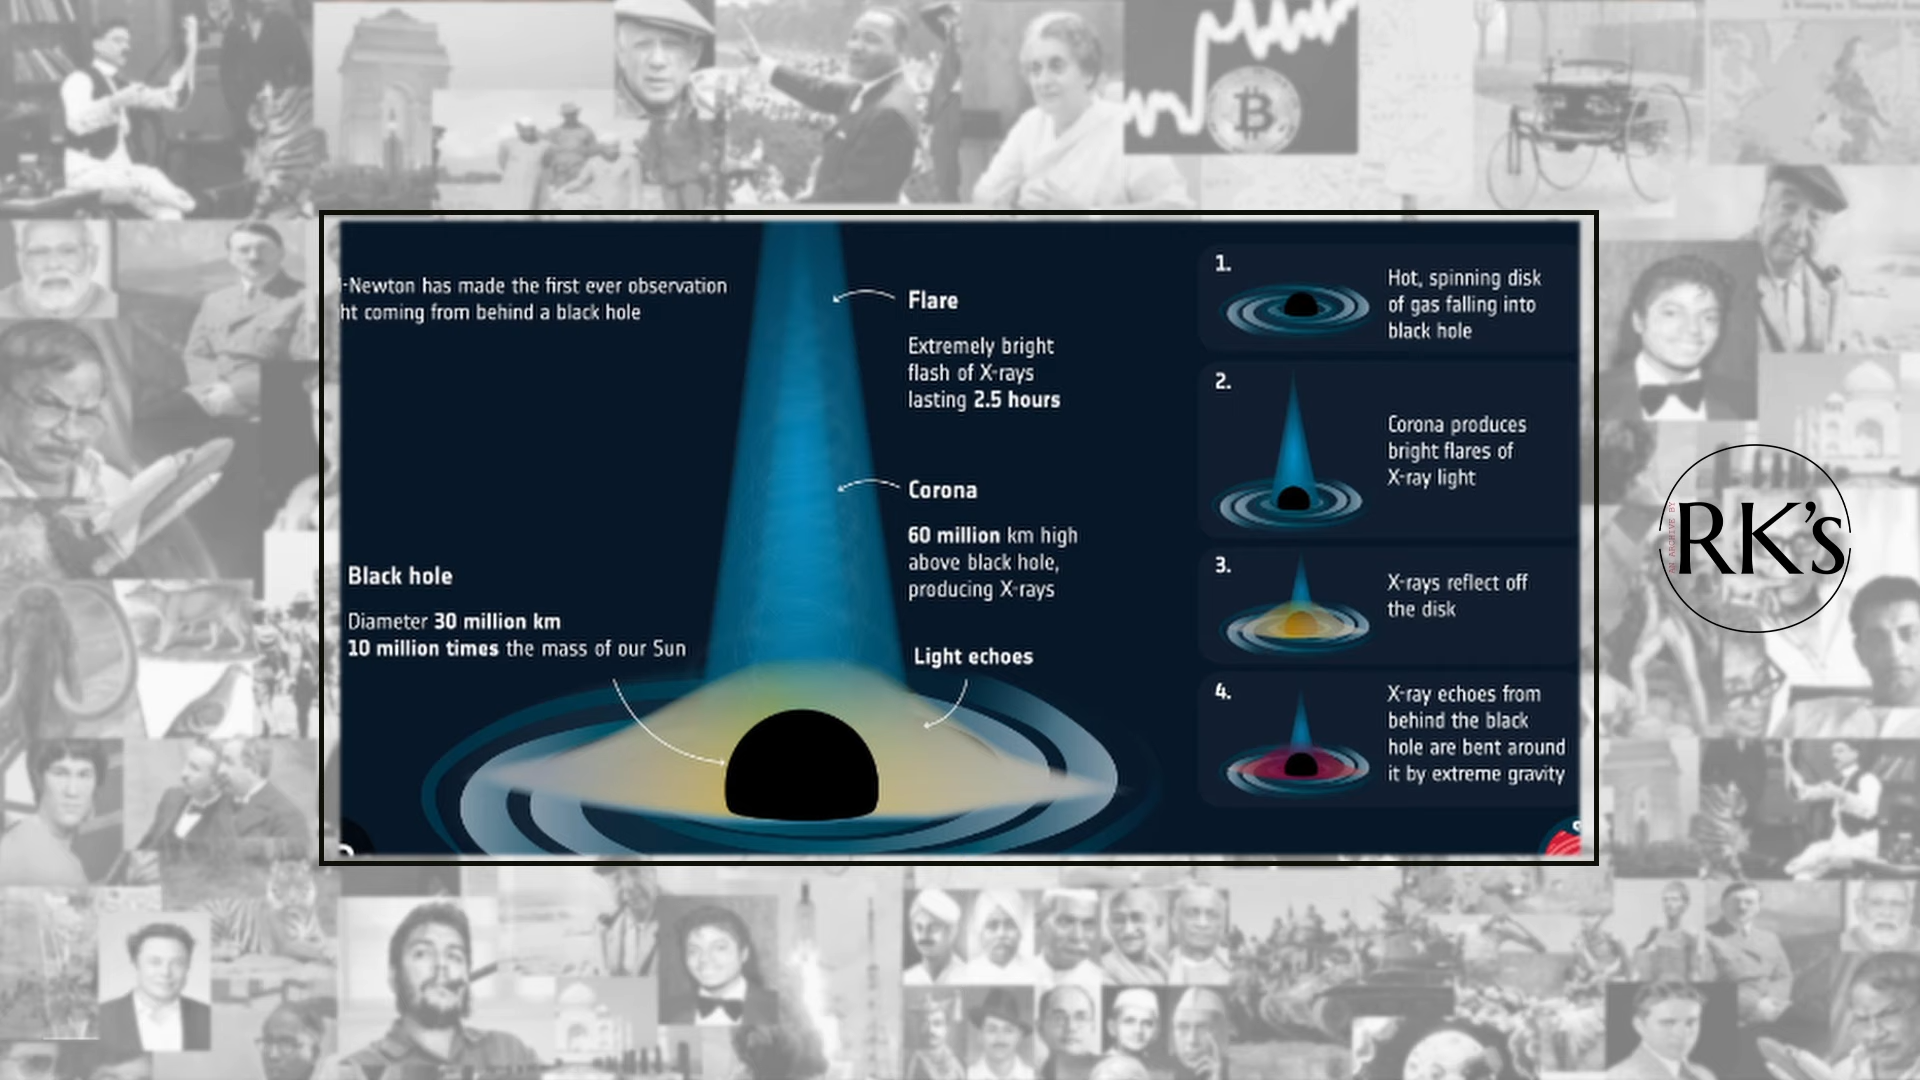 -Newton has made the first ever observation
ht coming from behind a black hole
Flare
Extremely bright
flash of X-rays
lasting 2.5 hours
Corona
60 million km high
above black hole,
producing X-rays
Black hole
Diameter 30 million km
10 million times the mass of our Sun
Light echoes
1.
Hot, spinning disk
of gas falling into
black hole
2.
Corona produces
bright flares of
X-ray light
3.
X-rays reflect off
the disk
4.
X-ray echoes from
behind the black
hole are bent around
it by extreme gravity
AN ARCHIVE BY
RK's